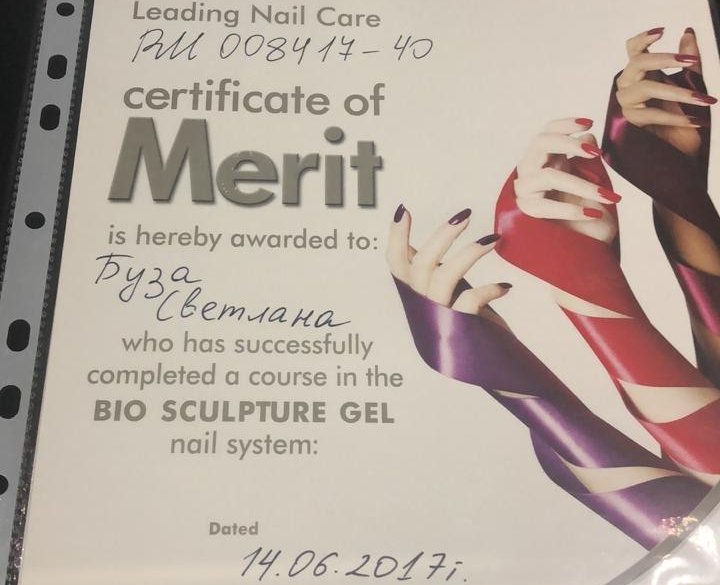 Leading Nail Care
RU 008417-40
certificate of
Merit
is hereby awarded to:
Буза
Светлана
who has successfully
completed a course in the
BIO SCULPTURE GEL
nail system:
Dated
14.06.2017г.